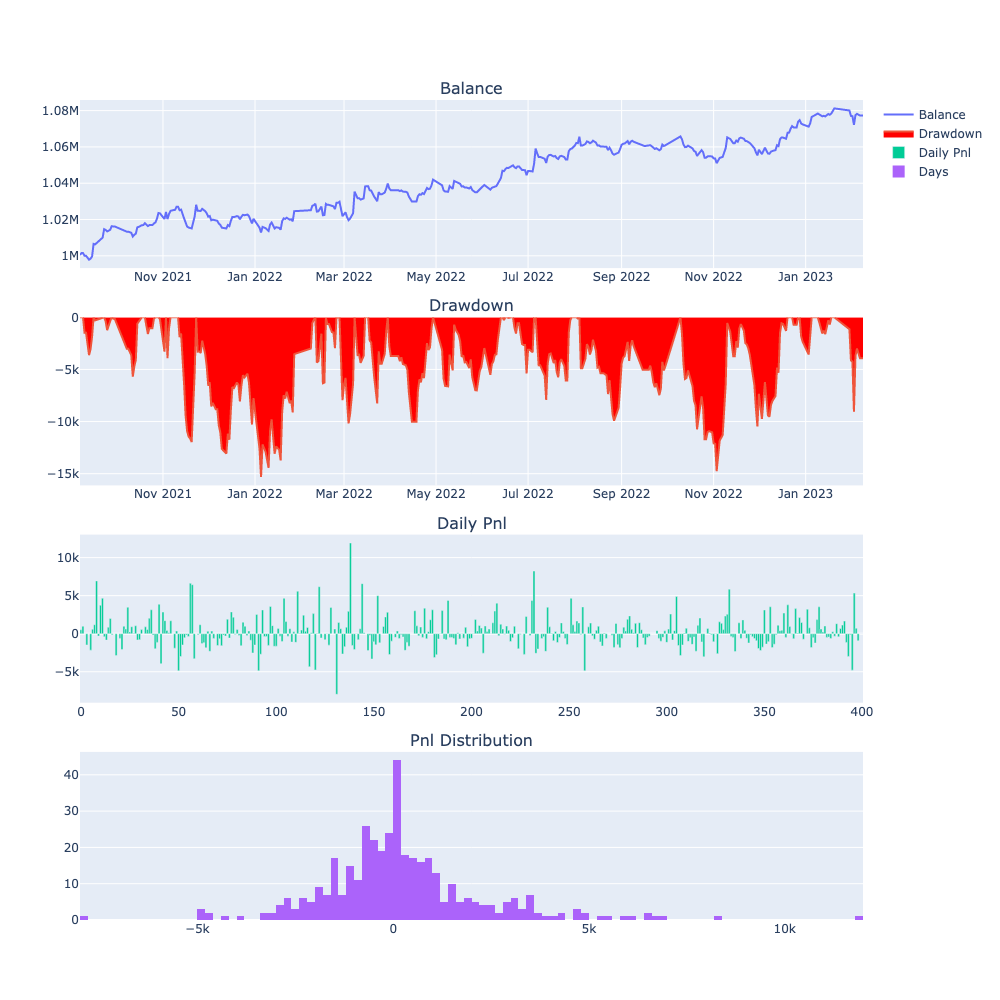 Balance
1.08M
1.06M
1.04M
1.02M
1M
Nov 2021 Jan 2022 Mar 2022 May 2022 Jul 2022 Sep 2022 Nov 2022 Jan 2023
Balance
Drawdown
Daily Pnl
Days
Drawdown
0
−5k
−10k
−15k
Nov 2021 Jan 2022 Mar 2022 May 2022 Jul 2022 Sep 2022 Nov 2022 Jan 2023
Daily Pnl
10k
5k
0
−5k
0 50 100 150 200 250 300 350 400
Pnl Distribution
40
30
20
10
0
−5k 0 5k 10k